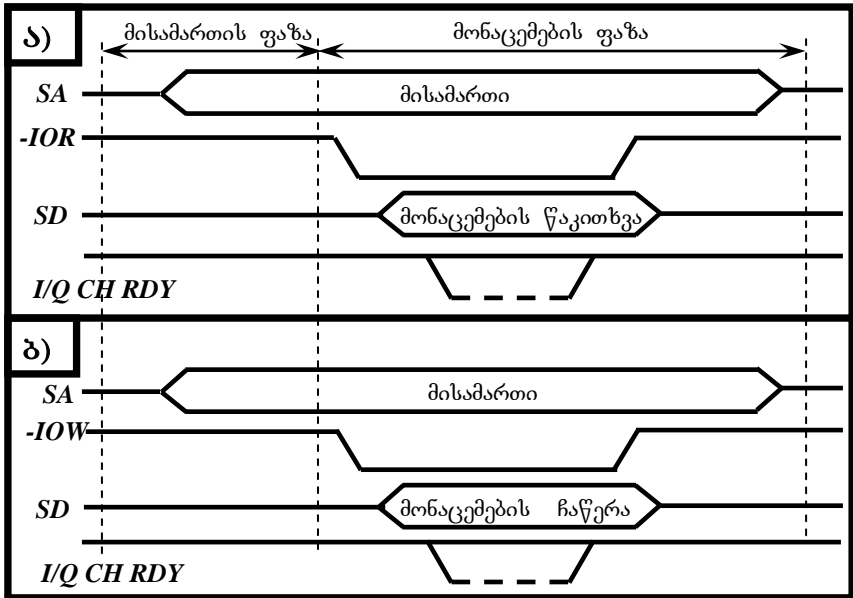 ა)
მისამართის ფაზა
მონაცემების ფაზა
SA
მისამართი
-IOR
SD
მონაცემების წაკითხვა
I/Q CH RDY
ბ)
SA
მისამართი
-IOW
SD
მონაცემების ჩაწერა
I/Q CH RDY